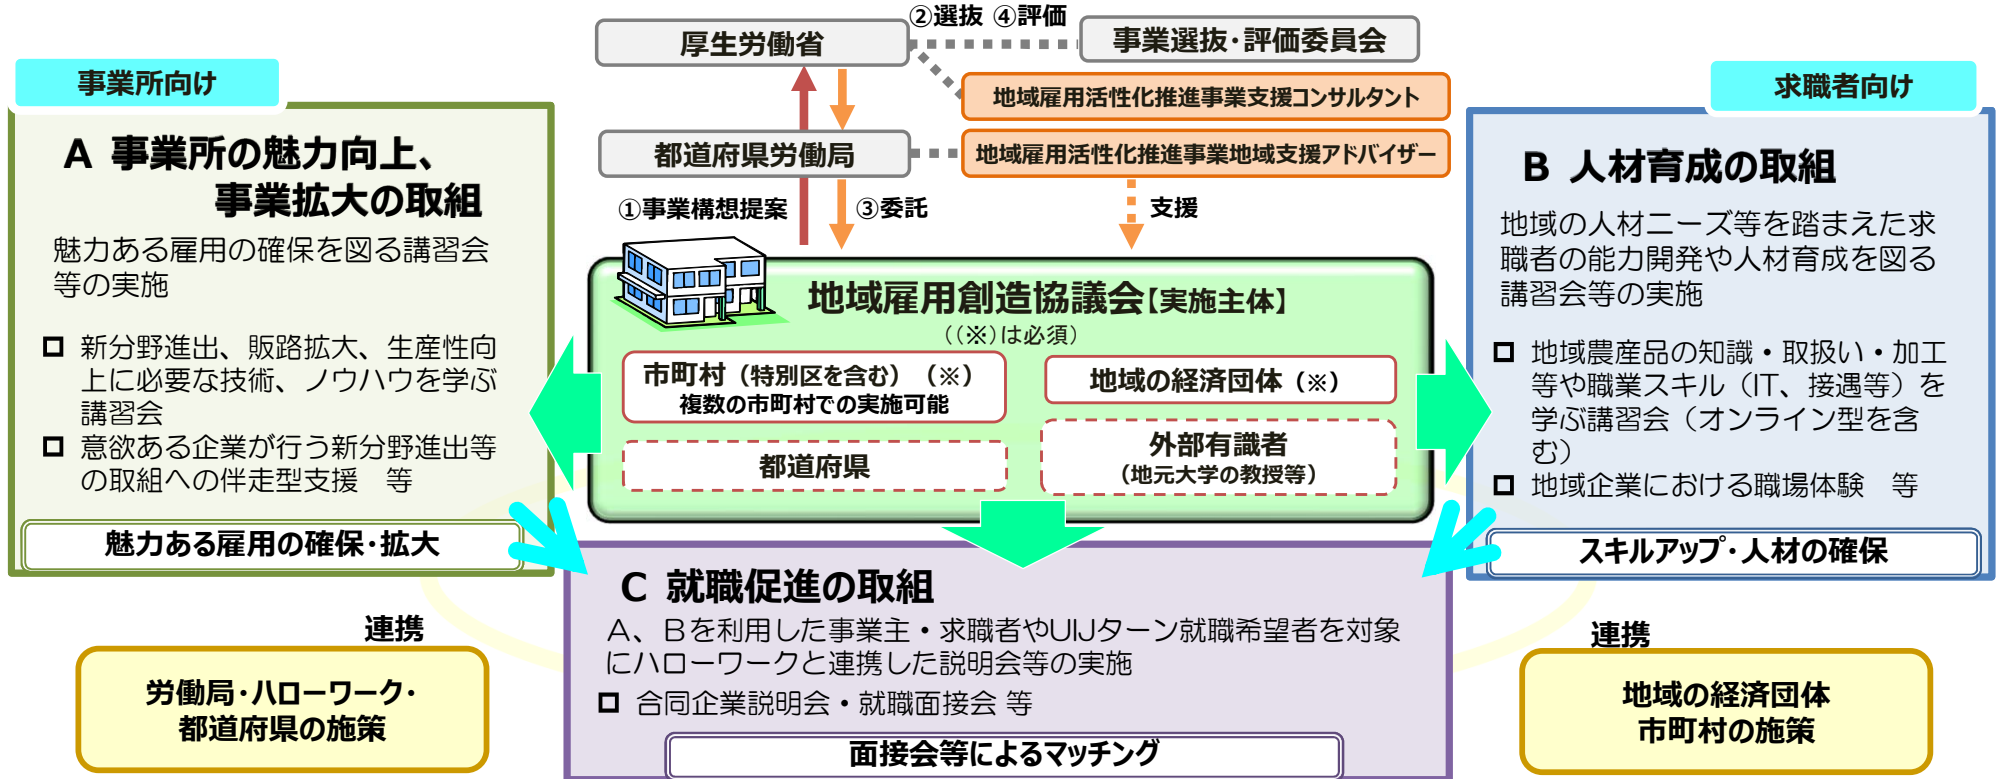 ②選抜 ④評価
厚生労働省
事業選抜・評価委員会
地域雇用活性化推進事業支援コンサルタント
都道府県労働局
地域雇用活性化推進事業地域支援アドバイザー
①事業構想提案
③委託
支援
事業所向け
A 事業所の魅力向上、
事業拡大の取組
魅力ある雇用の確保を図る講習会
等の実施
新分野進出、販路拡大、生産性向
上に必要な技術、ノウハウを学ぶ
講習会
意欲ある企業が行う新分野進出等
の取組への伴走型支援 等
魅力ある雇用の確保・拡大
地域雇用創造協議会【実施主体】
((※)は必須)
市町村(特別区を含む)(※)
複数の市町村での実施可能
地域の経済団体(※)
都道府県
外部有識者
(地元大学の教授等)
求職者向け
B 人材育成の取組
地域の人材ニーズ等を踏まえた求
職者の能力開発や人材育成を図る
講習会等の実施
地域農産品の知識・取扱い・加工
等や職業スキル(IT、接遇等)を
学ぶ講習会(オンライン型を含
む)
地域企業における職場体験 等
スキルアップ・人材の確保
C 就職促進の取組
A、Bを利用した事業主・求職者やUIJターン就職希望者を対象
にハローワークと連携した説明会等の実施
合同企業説明会・就職面接会 等
面接会等によるマッチング
連携
労働局・ハローワーク・
都道府県の施策
連携
地域の経済団体
市町村の施策